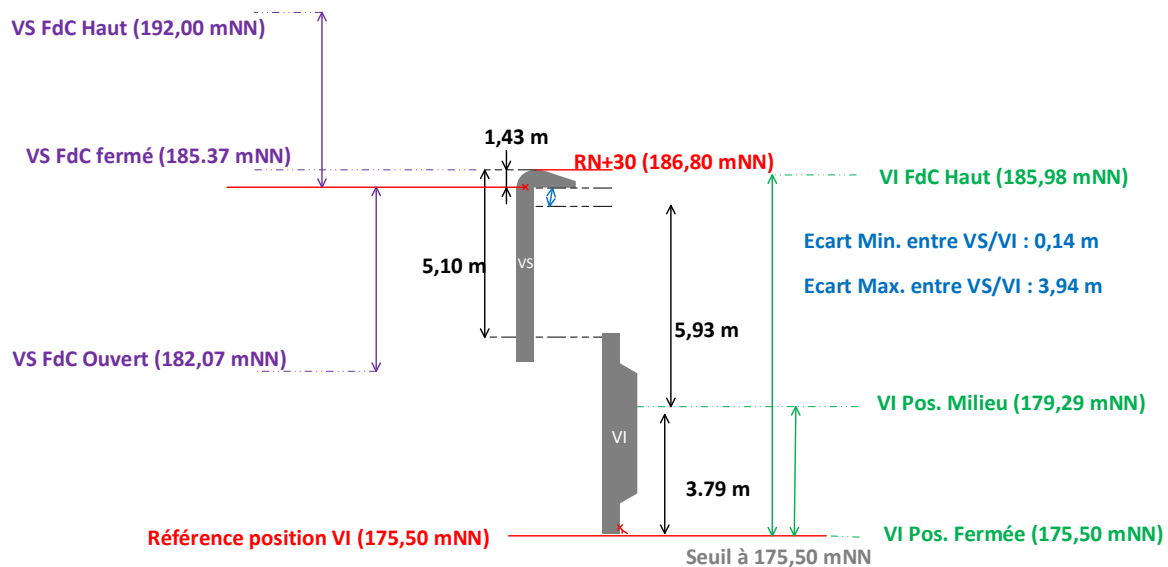 VS FdC Haut (192,00 mNN)
1,43 m
VS FdC fermé (185.37 mNN)
RN+30 (186,80 mNN)
VI FdC Haut (185,98 mNN)
Ecart Min. entre VS/VI : 0,14 m
5,10 m
VS
Ecart Max. entre VS/VI : 3,94 m
5,93 m
VS FdC Ouvert (182,07 mNN)
VI Pos. Milieu (179,29 mNN)
VI
3.79 m
Référence position VI (175,50 mNN)
VI Pos. Fermée (175,50 mNN)
Seuil à 175,50 mNN